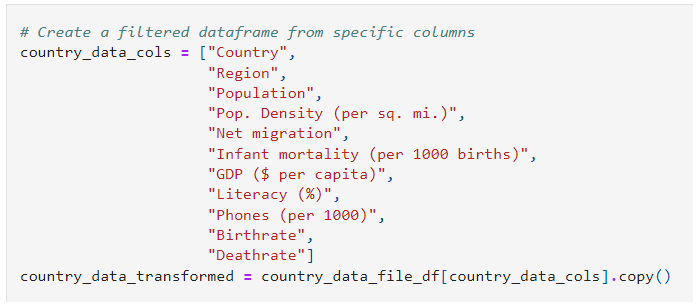 # Create a filtered dataframe from specific columns
country_data_cols = ["Country",
                     "Region",
                     "Population",
                     "Pop. Density (per sq. mi.)",
                     "Net migration",
                     "Infant mortality (per 1000 births)",
                     "GDP ($ per capita)",
                     "Literacy (%)",
                     "Phones (per 1000)",
                     "Birthrate",
                     "Deathrate"]
country_data_transformed = country_data_file_df[country_data_cols].copy()